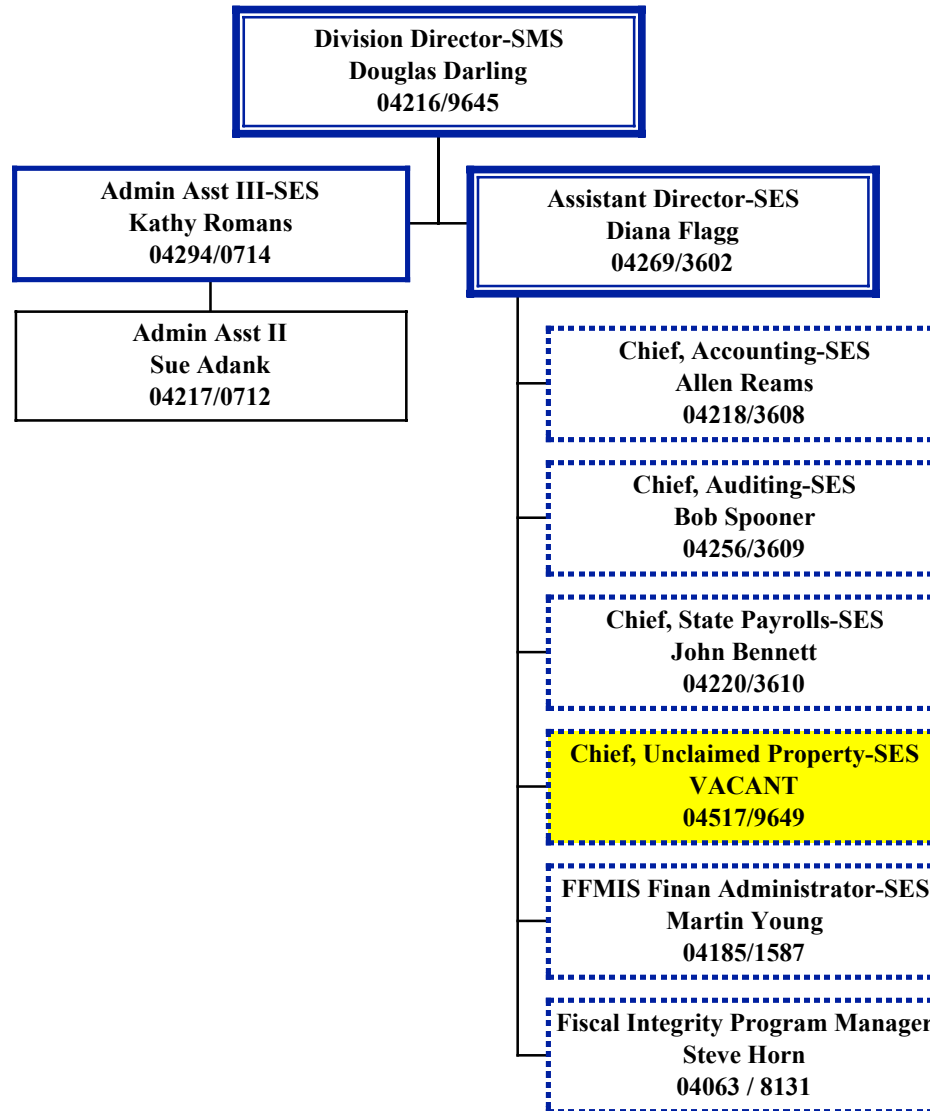 Division Director-SMS
Douglas Darling
04216/9645
Admin Asst III-SES
Kathy Romans
04294/0714
Assistant Director-SES
Diana Flagg
04269/3602
Admin Asst II
Sue Adank
04217/0712
Chief, Accounting-SES
Allen Reams
04218/3608
Chief, Auditing-SES
Bob Spooner
04256/3609
Chief, State Payrolls-SES
John Bennett
04220/3610
Chief, Unclaimed Property-SES
VACANT
04517/9649
FFMIS Finan Administrator-SES
Martin Young
04185/1587
Fiscal Integrity Program Manager
Steve Horn
04063 / 8131